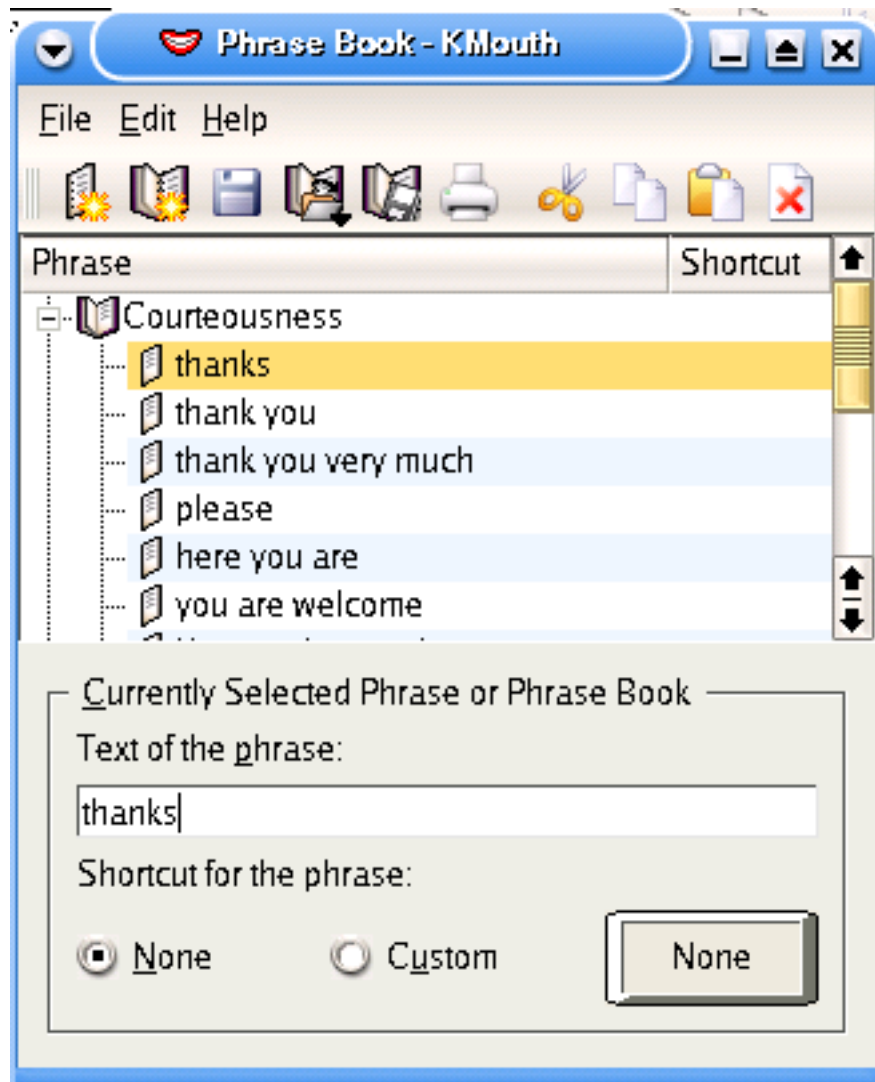 Phrase Book - KMouth
File Edit Help
Phrase Shortcut
Courteousness
thanks
thank you
thank you very much
please
here you are
you are welcome
Currently Selected Phrase or Phrase Book
Text of the phrase:
thanks
Shortcut for the phrase:
None Custom None